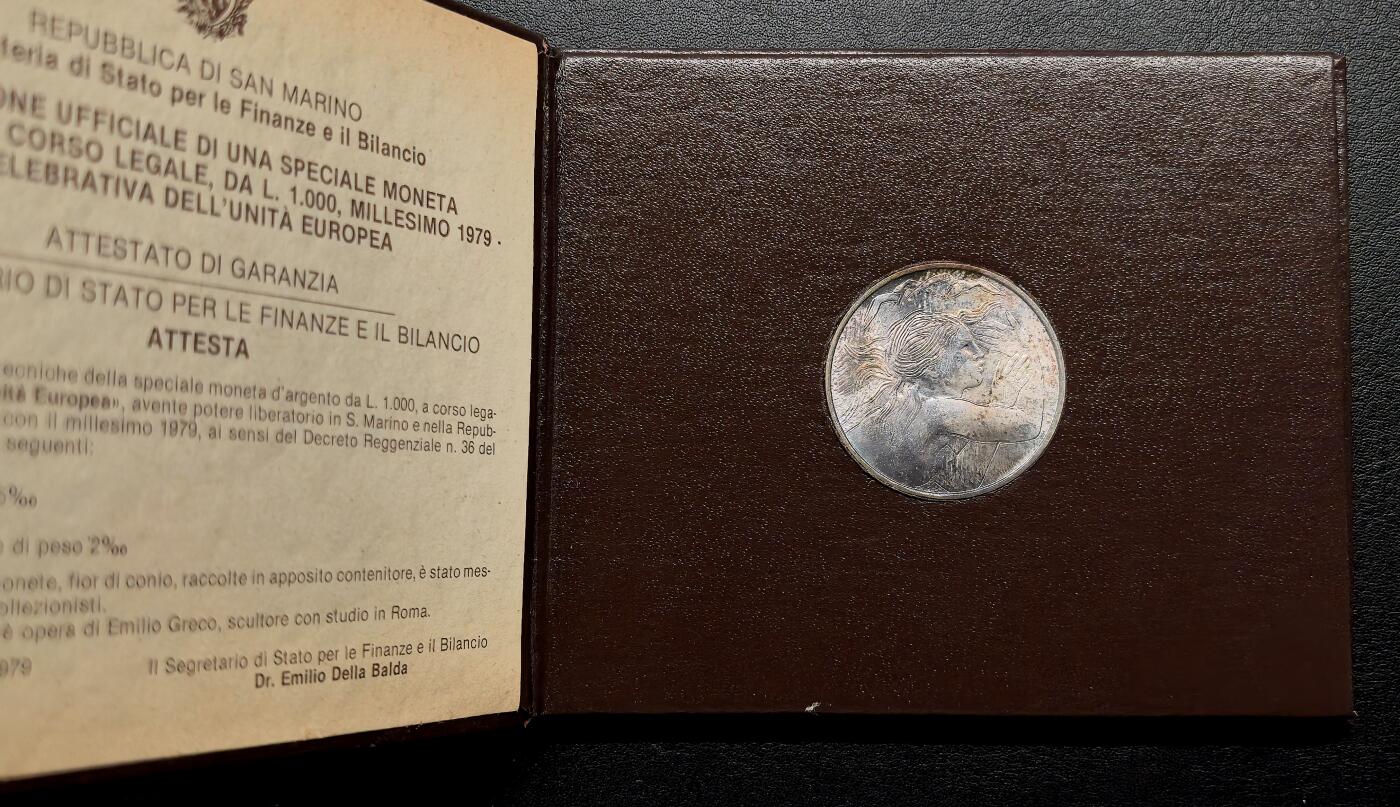 REPUBBLICA DI SAN MARINO
teria di Stato per le Finanze e il Bilancio
ONE UFFICIALE DI UNA SPECIALE MONETA
CORSO LEGALE, DA L. 1.000, MILLESIMO 1979 -
ELEBRATIVA DELL'UNITÀ EUROPEA
ATTESTATO DI GARANZIA
RIO DI STATO PER LE FINANZE E IL BILANCIO
ATTESTA
ecniche della speciale moneta d'argento da L. 1.000, a corso lega-
ità Europea», avente potere liberatorio in S. Marino e nella Repub-
con il millesimo 1979, ai sensi del Decreto Reggenziale n. 36 del
seguenti:
‰
di peso 2‰
onete, fior di conio, raccolte in apposito contenitore, è stato mes-
ollezionisti.
è opera di Emilio Greco, scultore con studio in Roma.
979
Il Segretario di Stato per le Finanze e il Bilancio
Dr. Emilio Della Balda